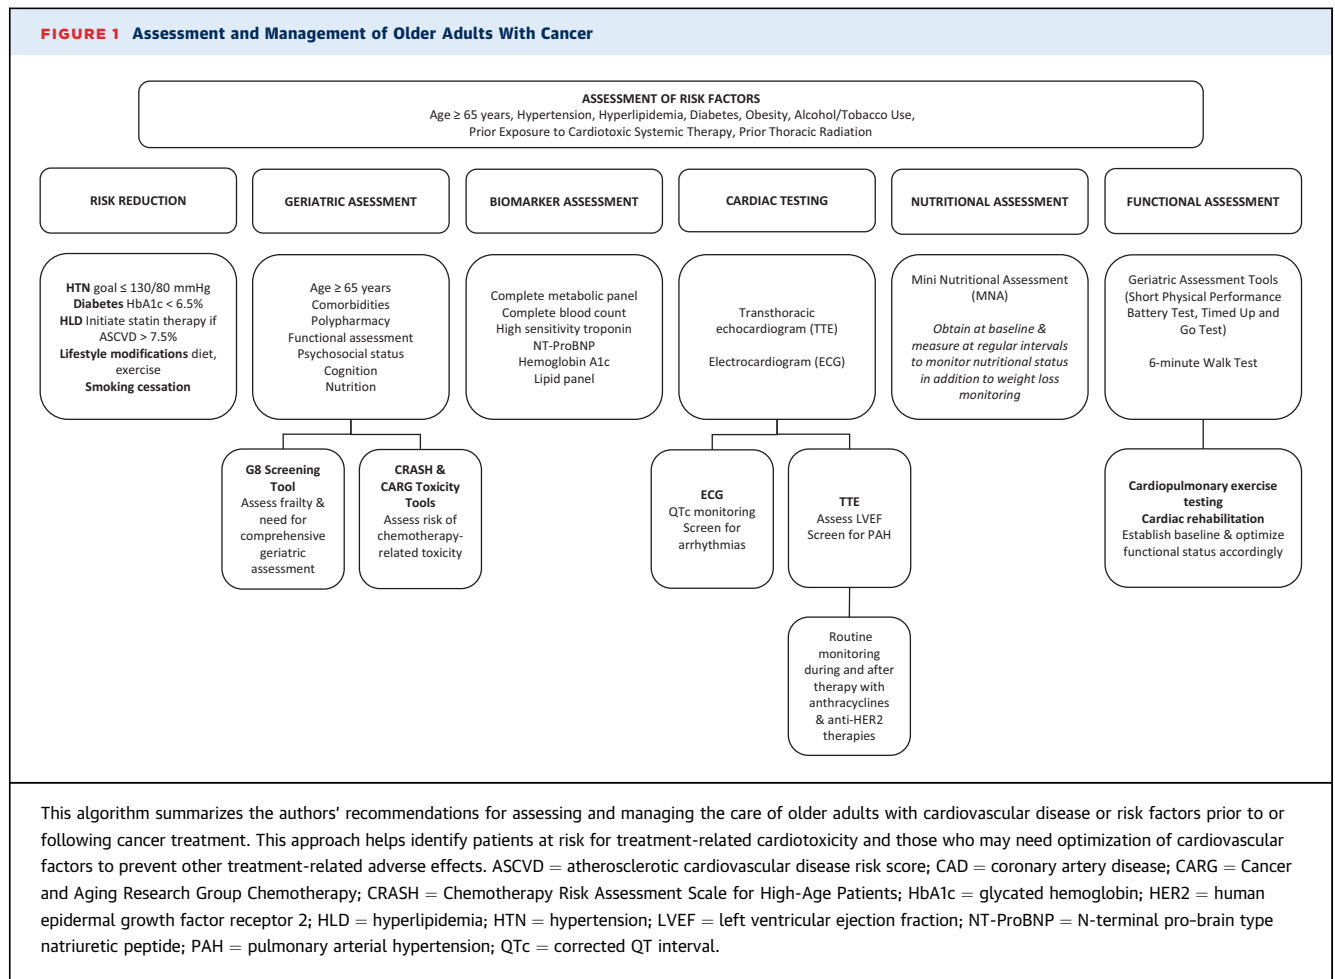 FIGURE 1 Assessment and Management of Older Adults With Cancer
ASSESSMENT OF RISK FACTORS
Age ≥ 65 years, Hypertension, Hyperlipidemia, Diabetes, Obesity, Alcohol/Tobacco Use,
Prior Exposure to Cardiotoxic Systemic Therapy, Prior Thoracic Radiation
RISK REDUCTION
GERIATRIC ASESSMENT
BIOMARKER ASSESSMENT
CARDIAC TESTING
NUTRITIONAL ASSESSMENT
FUNCTIONAL ASSESSMENT
HTN goal ≤ 130/80 mmHg
Diabetes HbA1c < 6.5%
HLD Initiate statin therapy if
ASCVD > 7.5%
Lifestyle modifications diet,
exercise
Smoking cessation
Age ≥ 65 years
Comorbidities
Polypharmacy
Functional assessment
Psychosocial status
Cognition
Nutrition
Complete metabolic panel
Complete blood count
High sensitivity troponin
NT-ProBNP
Hemoglobin A1c
Lipid panel
Transthoracic
echocardiogram (TTE)
Electrocardiogram (ECG)
Mini Nutritional Assessment
(MNA)
Obtain at baseline &
measure at regular intervals
to monitor nutritional status
in addition to weight loss
monitoring
Geriatric Assessment Tools
(Short Physical Performance
Battery Test, Timed Up and
Go Test)
6-minute Walk Test
G8 Screening
Tool
Assess frailty &
need for
comprehensive
geriatric
assessment
CRASH &
CARG Toxicity
Tools
Assess risk of
chemotherapy-
related toxicity
ECG
QTc monitoring
Screen for
arrhythmias
TTE
Assess LVEF
Screen for PAH
Cardiopulmonary exercise
testing
Cardiac rehabilitation
Establish baseline & optimize
functional status accordingly
Routine
monitoring
during and after
therapy with
anthracyclines
& anti-HER2
therapies
This algorithm summarizes the authors' recommendations for assessing and managing the care of older adults with cardiovascular disease or risk factors prior to or
following cancer treatment. This approach helps identify patients at risk for treatment-related cardiotoxicity and those who may need optimization of cardiovascular
factors to prevent other treatment-related adverse effects. ASCVD = atherosclerotic cardiovascular disease risk score; CAD = coronary artery disease; CARG = Cancer
and Aging Research Group Chemotherapy; CRASH = Chemotherapy Risk Assessment Scale for High-Age Patients; HbA1c = glycated hemoglobin; HER2 = human
epidermal growth factor receptor 2; HLD = hyperlipidemia; HTN = hypertension; LVEF = left ventricular ejection fraction; NT-ProBNP = N-terminal pro-brain type
natriuretic peptide; PAH = pulmonary arterial hypertension; QTc = corrected QT interval.